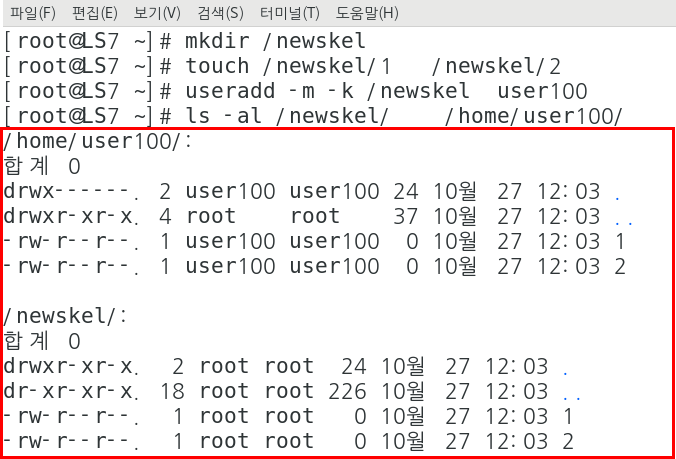 파일(F) 편집(E) 보기(V) 검색(S) 터미널(T) 도움말(H)
[root@LS7 ~]# mkdir /newskel
[root@LS7 ~]# touch /newskel/1 /newskel/2
[root@LS7 ~]# useradd -m -k /newskel user100
[root@LS7 ~]# ls -al /newskel/ /home/user100/
/home/user100/:
합계 0
drwx------. 2 user100 user100 24 10월 27 12:03 .
drwxr-xr-x. 4 root root 37 10월 27 12:03 ..
-rw-r--r--. 1 user100 user100 0 10월 27 12:03 1
-rw-r--r--. 1 user100 user100 0 10월 27 12:03 2
/newskel/:
합계 0
drwxr-xr-x. 2 root root 24 10월 27 12:03 .
dr-xr-xr-x. 18 root root 226 10월 27 12:03 ..
-rw-r--r--. 1 root root 0 10월 27 12:03 1
-rw-r--r--. 1 root root 0 10월 27 12:03 2